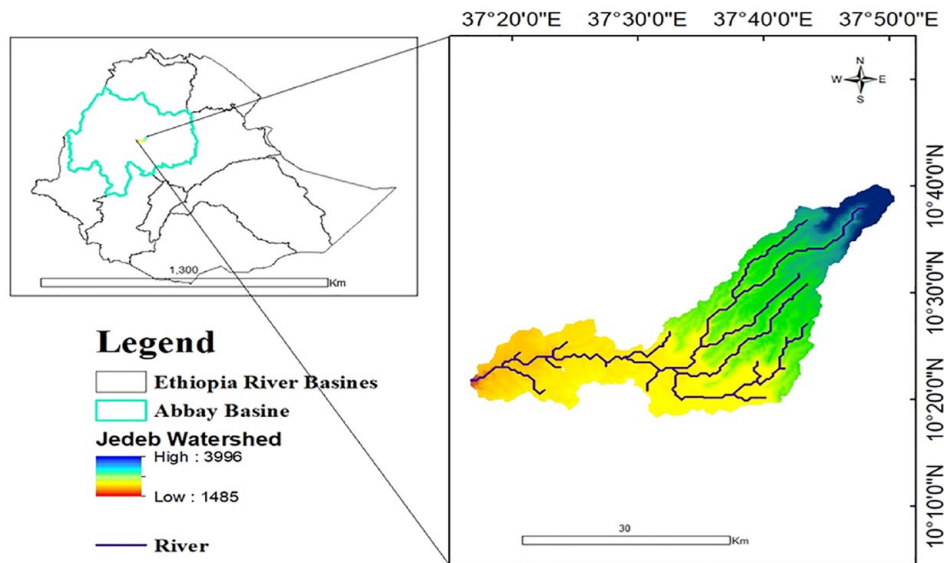 37°20'0"E 37°30'0"E 37°40'0"E 37°50'0"E
N
W E
S
1,300
Km
Legend
Ethiopia River Basines
Abbay Basine
Jedeb Watershed
High : 3996
Low : 1485
River
10°40'0"N
10°30'0"N
10°20'0"N
10°10'0"N
30
Km